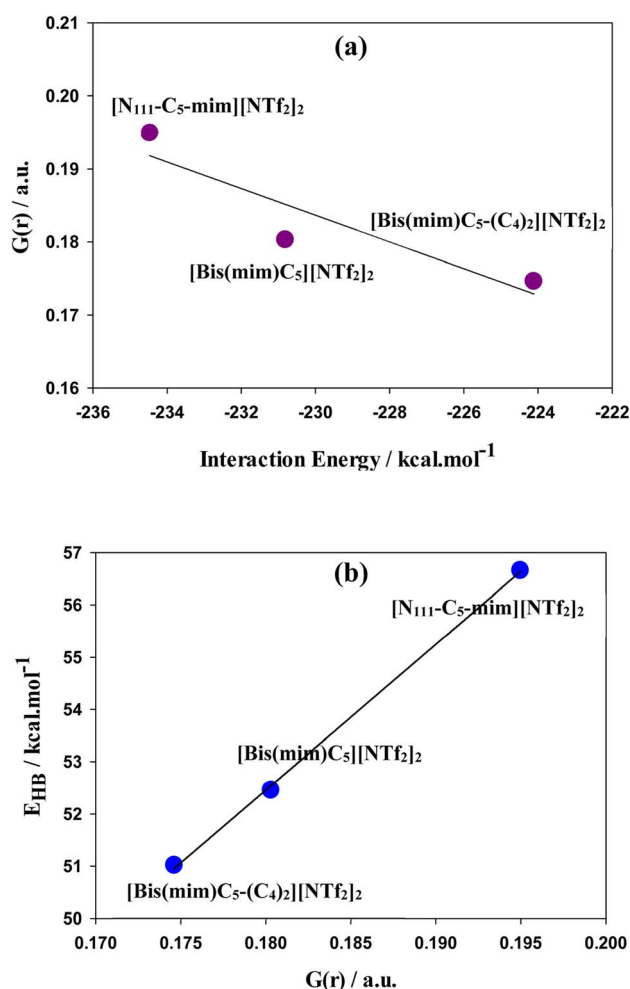 (a)
0.21
0.20
0.19
0.18
0.17
0.16
G(r) / a.u.
[N₁₁₁-C₅-mim][NTf₂]₂
[Bis(mim)C₅-(C₄)₂][NTf₂]₂
[Bis(mim)C₅][NTf₂]₂
-236 -234 -232 -230 -228 -226 -224 -222
Interaction Energy / kcal.mol⁻¹
(b)
57
56
55
54
53
52
51
50
E_HB / kcal.mol⁻¹
[N₁₁₁-C₅-mim][NTf₂]₂
[Bis(mim)C₅][NTf₂]₂
[Bis(mim)C₅-(C₄)₂][NTf₂]₂
0.170 0.175 0.180 0.185 0.190 0.195 0.200
G(r) / a.u.